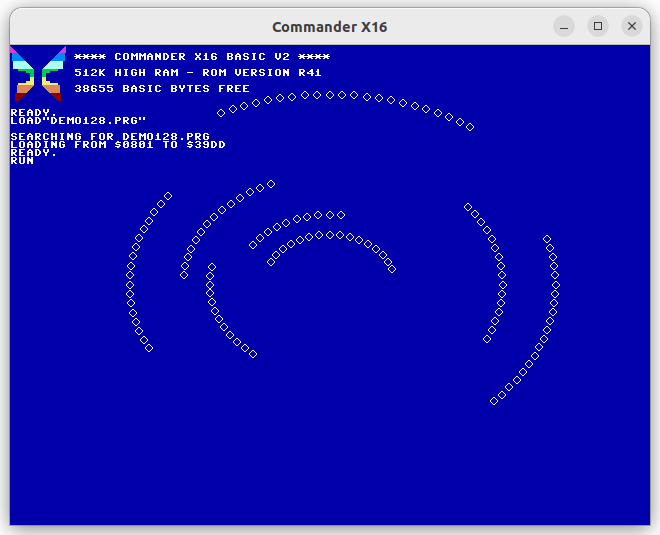 Commander X16
**** COMMANDER X16 BASIC V2 ****
512K HIGH RAM - ROM VERSION R41
38655 BASIC BYTES FREE
READY.
LOAD"DEMO128.PRG"
SEARCHING FOR DEMO128.PRG
LOADING FROM $0801 TO $39DD
READY.
RUN